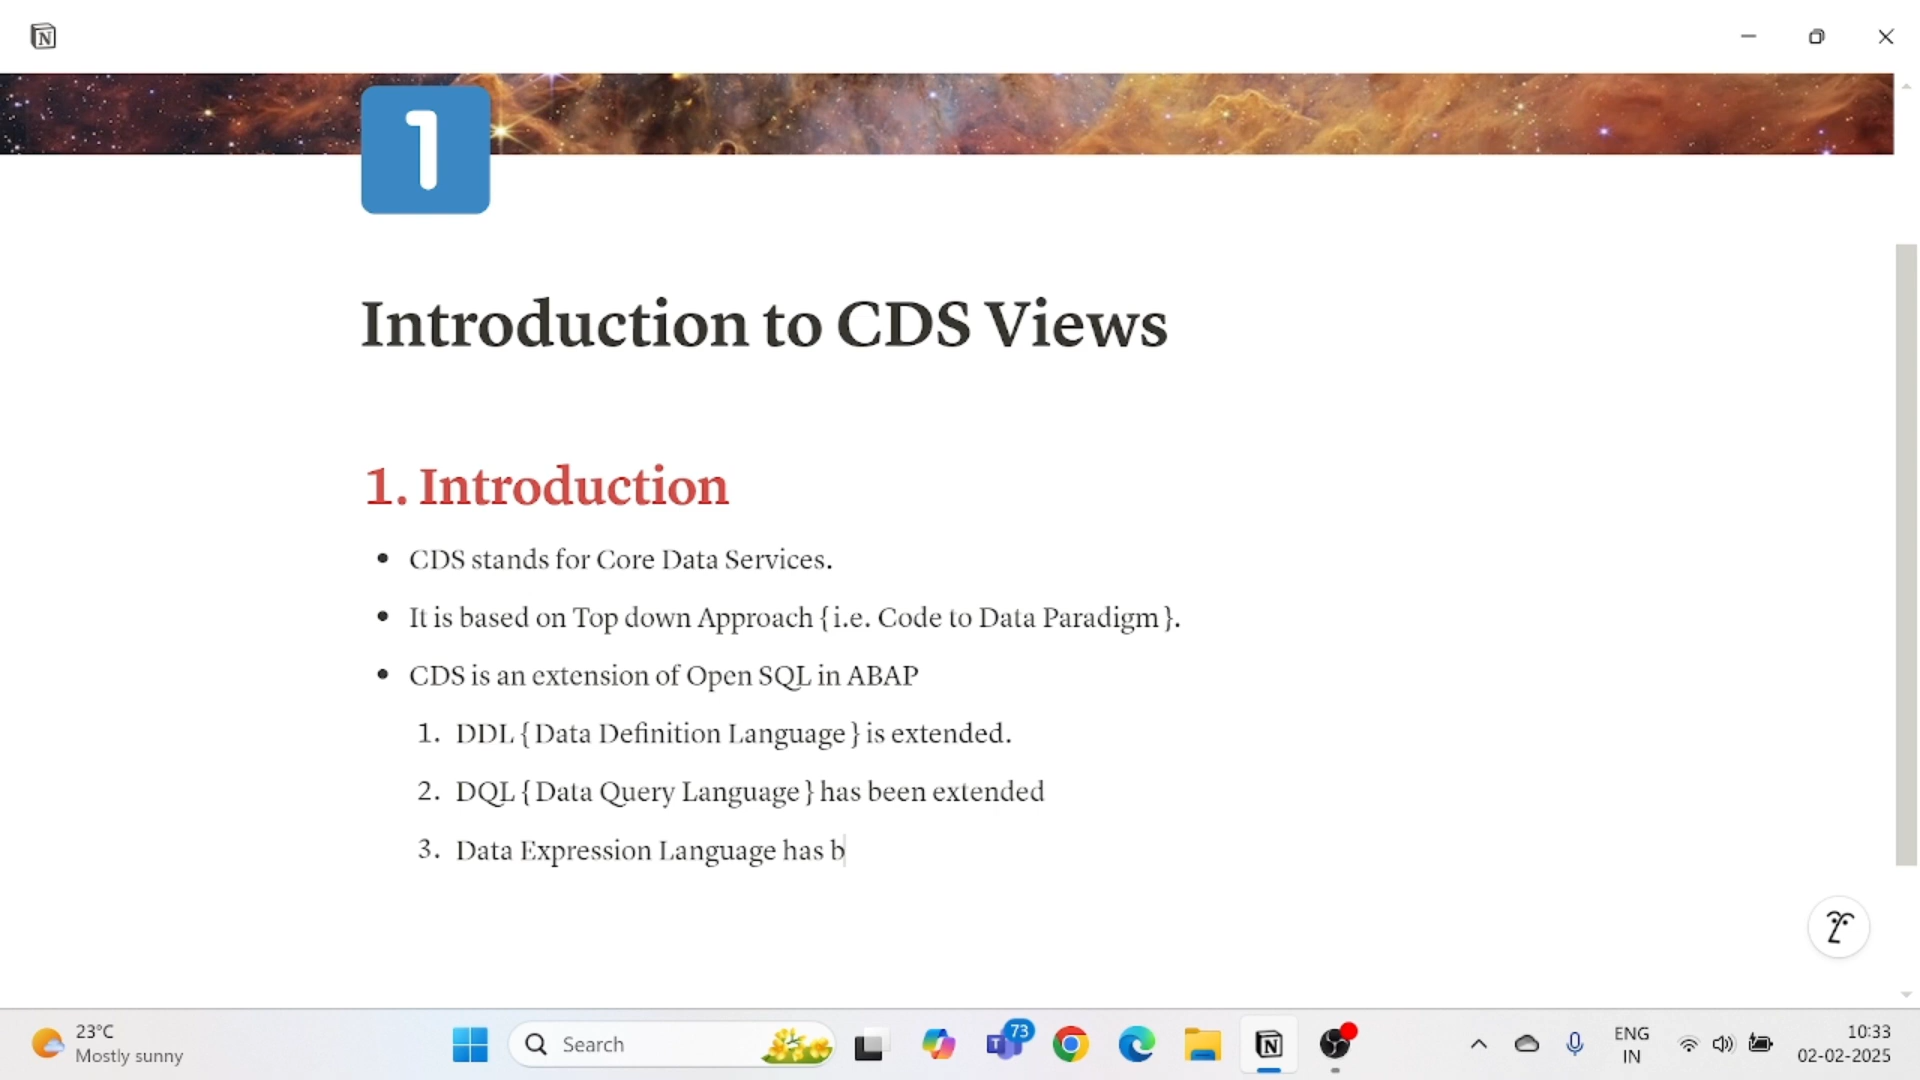 1
Introduction to CDS Views
1. Introduction
• CDS stands for Core Data Services.
• It is based on Top down Approach {i.e. Code to Data Paradigm}.
• CDS is an extension of Open SQL in ABAP
1. DDL {Data Definition Language} is extended.
2. DQL {Data Query Language} has been extended
3. Data Expression Language has b
23°C
Mostly sunny
Search
73
ENG
IN
10:33
02-02-2025